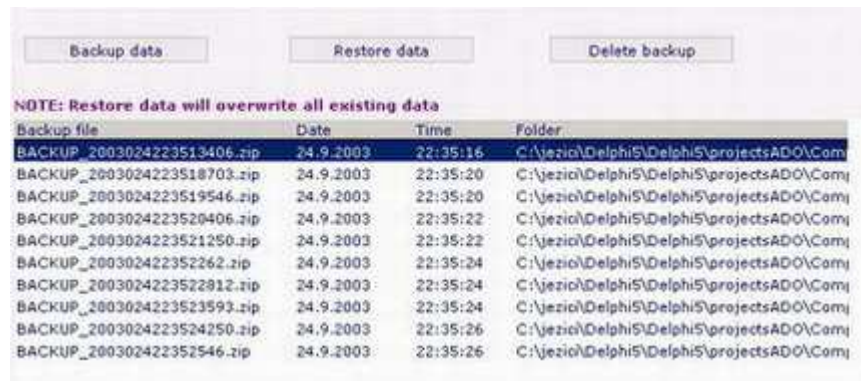 Backup data Restore data Delete backup
NOTE: Restore data will overwrite all existing data
Backup file Date Time Folder
BACKUP_2003024223513406.zip 24.9.2003 22:35:16 C:\jezici\Delphi5\Delphi5\projectsADO\Com
BACKUP_2003024223518703.zip 24.9.2003 22:35:20 C:\jezici\Delphi5\Delphi5\projectsADO\Com
BACKUP_2003024223519546.zip 24.9.2003 22:35:20 C:\jezici\Delphi5\Delphi5\projectsADO\Com
BACKUP_2003024223520406.zip 24.9.2003 22:35:22 C:\jezici\Delphi5\Delphi5\projectsADO\Com
BACKUP_2003024223521250.zip 24.9.2003 22:35:22 C:\jezici\Delphi5\Delphi5\projectsADO\Com
BACKUP_200302422352262.zip 24.9.2003 22:35:24 C:\jezici\Delphi5\Delphi5\projectsADO\Com
BACKUP_2003024223522812.zip 24.9.2003 22:35:24 C:\jezici\Delphi5\Delphi5\projectsADO\Com
BACKUP_2003024223523593.zip 24.9.2003 22:35:24 C:\jezici\Delphi5\Delphi5\projectsADO\Com
BACKUP_2003024223524250.zip 24.9.2003 22:35:26 C:\jezici\Delphi5\Delphi5\projectsADO\Com
BACKUP_200302422352546.zip 24.9.2003 22:35:26 C:\jezici\Delphi5\Delphi5\projectsADO\Com